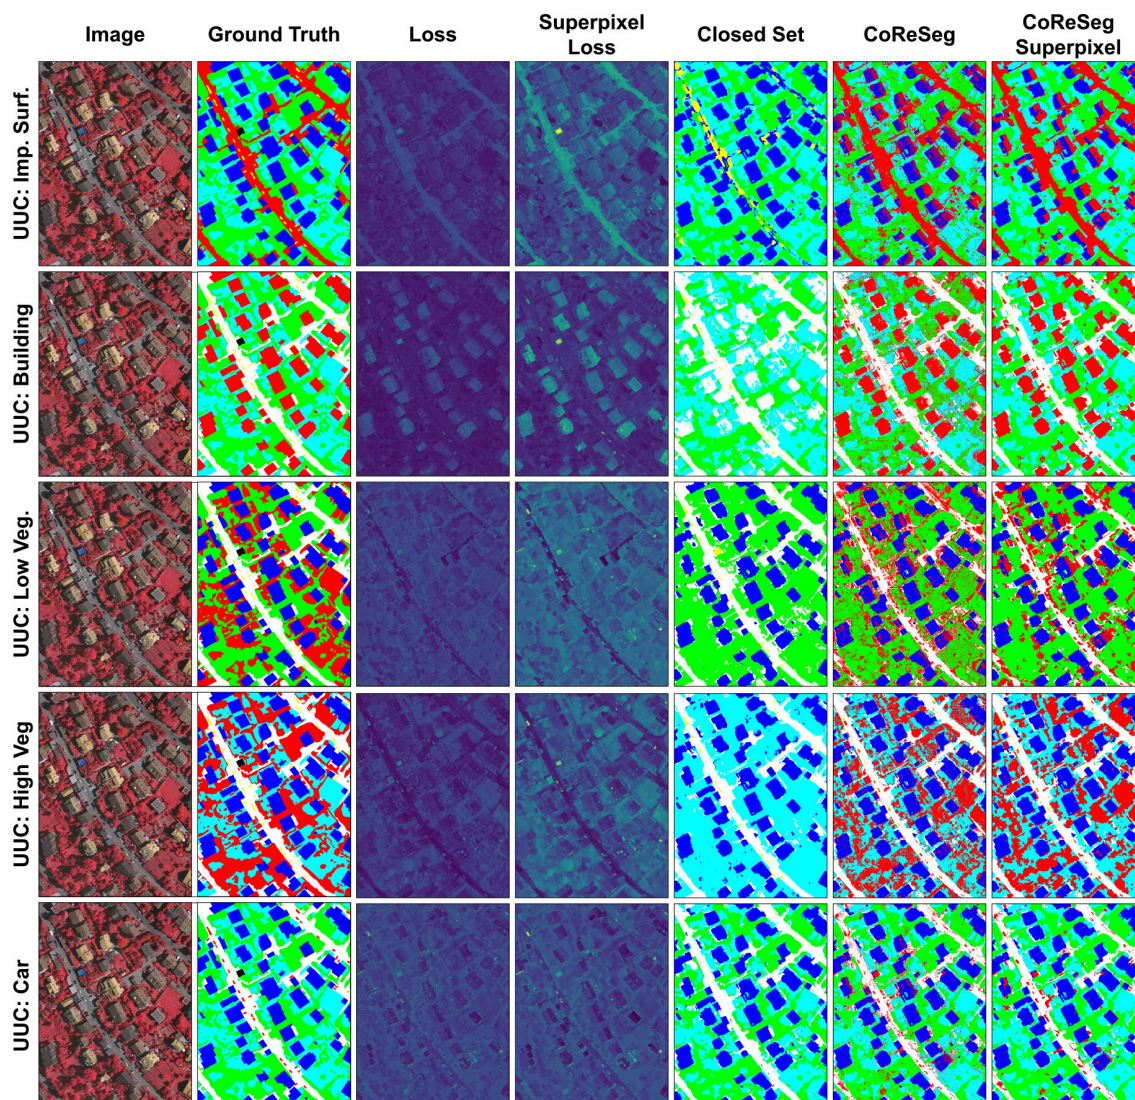 Image
Ground Truth
Loss
Superpixel
Loss
Closed Set
CoReSeg
CoReSeg
Superpixel
UUC: Imp. Surf.
UUC: Building
UUC: Low Veg.
UUC: High Veg
UUC: Car